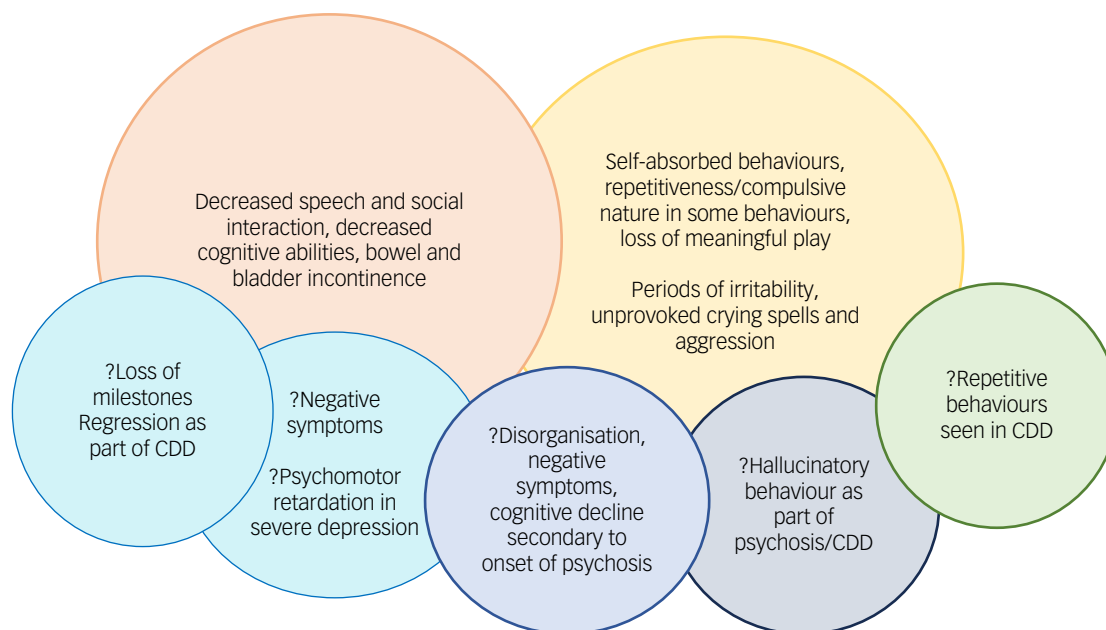 Decreased speech and social
interaction, decreased
cognitive abilities, bowel and
bladder incontinence
Self-absorbed behaviours,
repetitiveness/compulsive
nature in some behaviours,
loss of meaningful play
Periods of irritability,
unprovoked crying spells and
aggression
?Loss of
milestones
Regression as
part of CDD
?Negative
symptoms
?Psychomotor
retardation in
severe depression
?Disorganisation,
negative
symptoms,
cognitive decline
secondary to
onset of psychosis
?Hallucinatory
behaviour as
part of
psychosis/CDD
?Repetitive
behaviours
seen in CDD